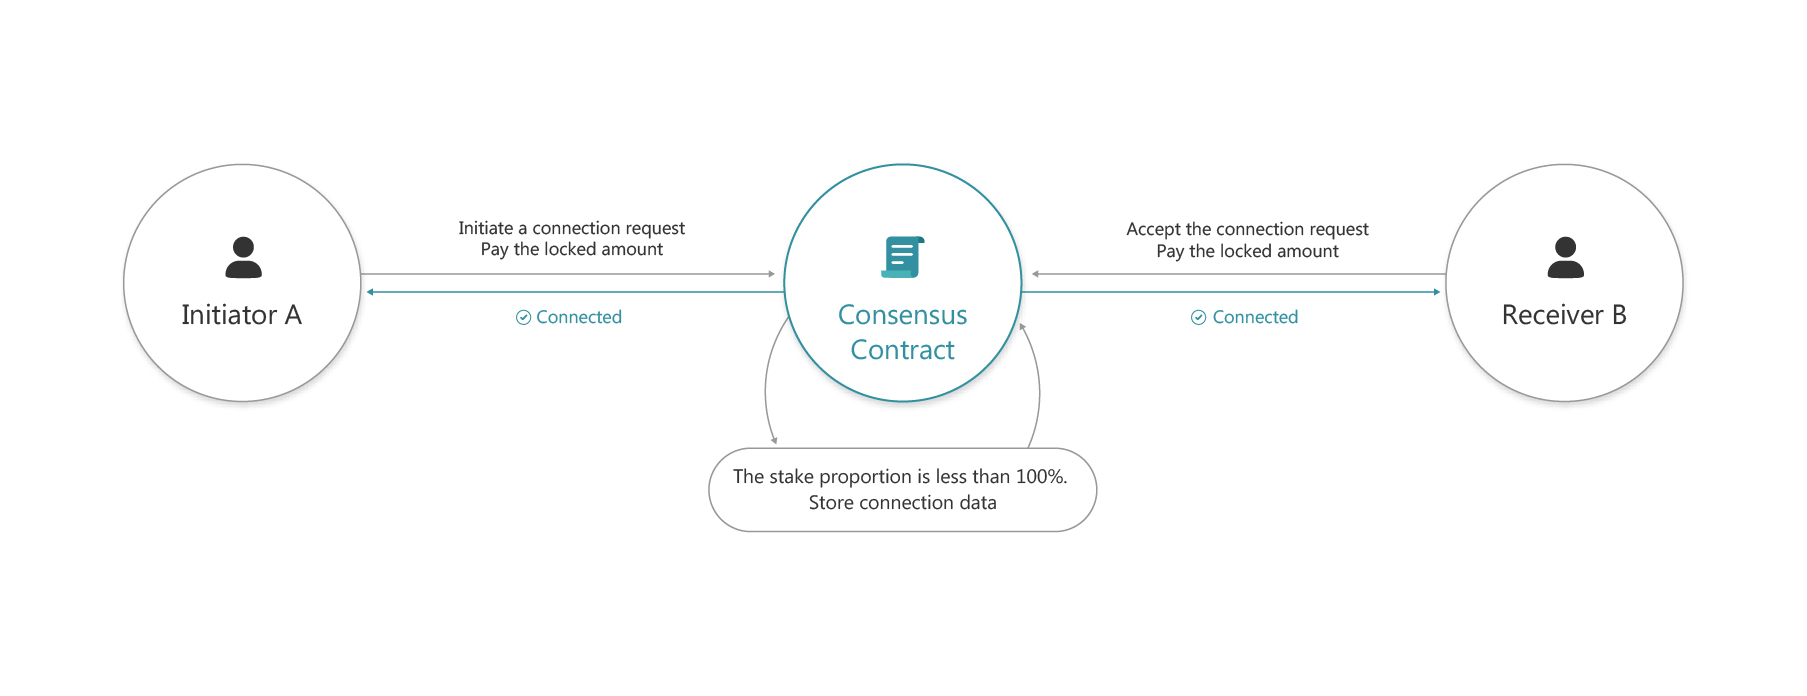 Initiate a connection request
Pay the locked amount
Accept the connection request
Pay the locked amount
Initiator A
Connected
Consensus
Contract
Connected
Receiver B
The stake proportion is less than 100%.
Store connection data